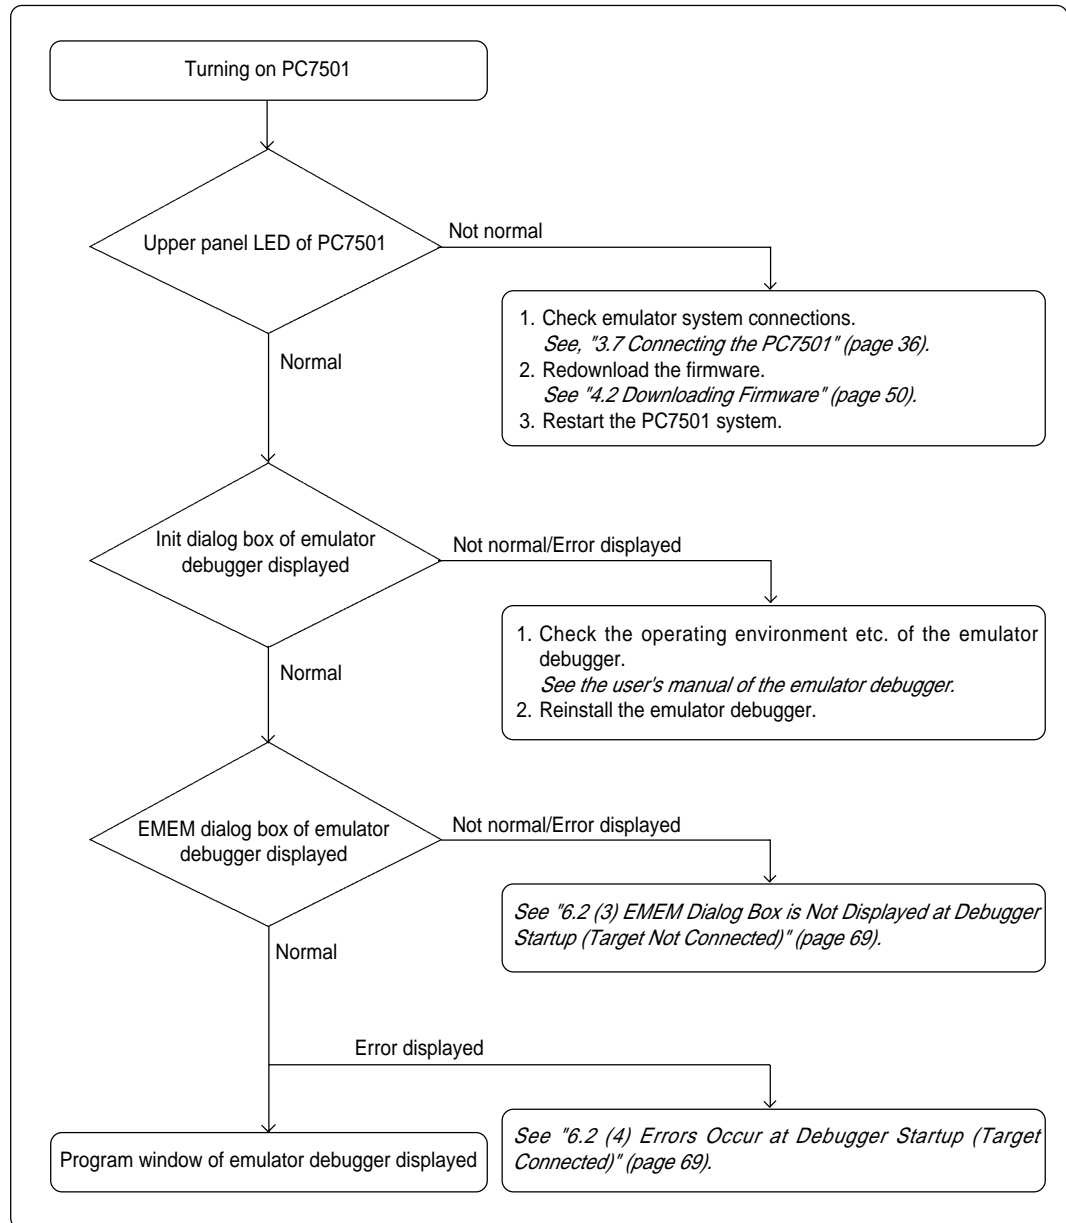 Turning on PC7501
Upper panel LED of PC7501
Not normal
1. Check emulator system connections.
See, "3.7 Connecting the PC7501" (page 36).
2. Redownload the firmware.
See "4.2 Downloading Firmware" (page 50).
3. Restart the PC7501 system.
Normal
Init dialog box of emulator
debugger displayed
Not normal/Error displayed
1. Check the operating environment etc. of the emulator
debugger.
See the user's manual of the emulator debugger.
2. Reinstall the emulator debugger.
Normal
EMEM dialog box of emulator
debugger displayed
Not normal/Error displayed
See "6.2 (3) EMEM Dialog Box is Not Displayed at Debugger
Startup (Target Not Connected)" (page 69).
Normal
Error displayed
See "6.2 (4) Errors Occur at Debugger Startup (Target
Connected)" (page 69).
Program window of emulator debugger displayed